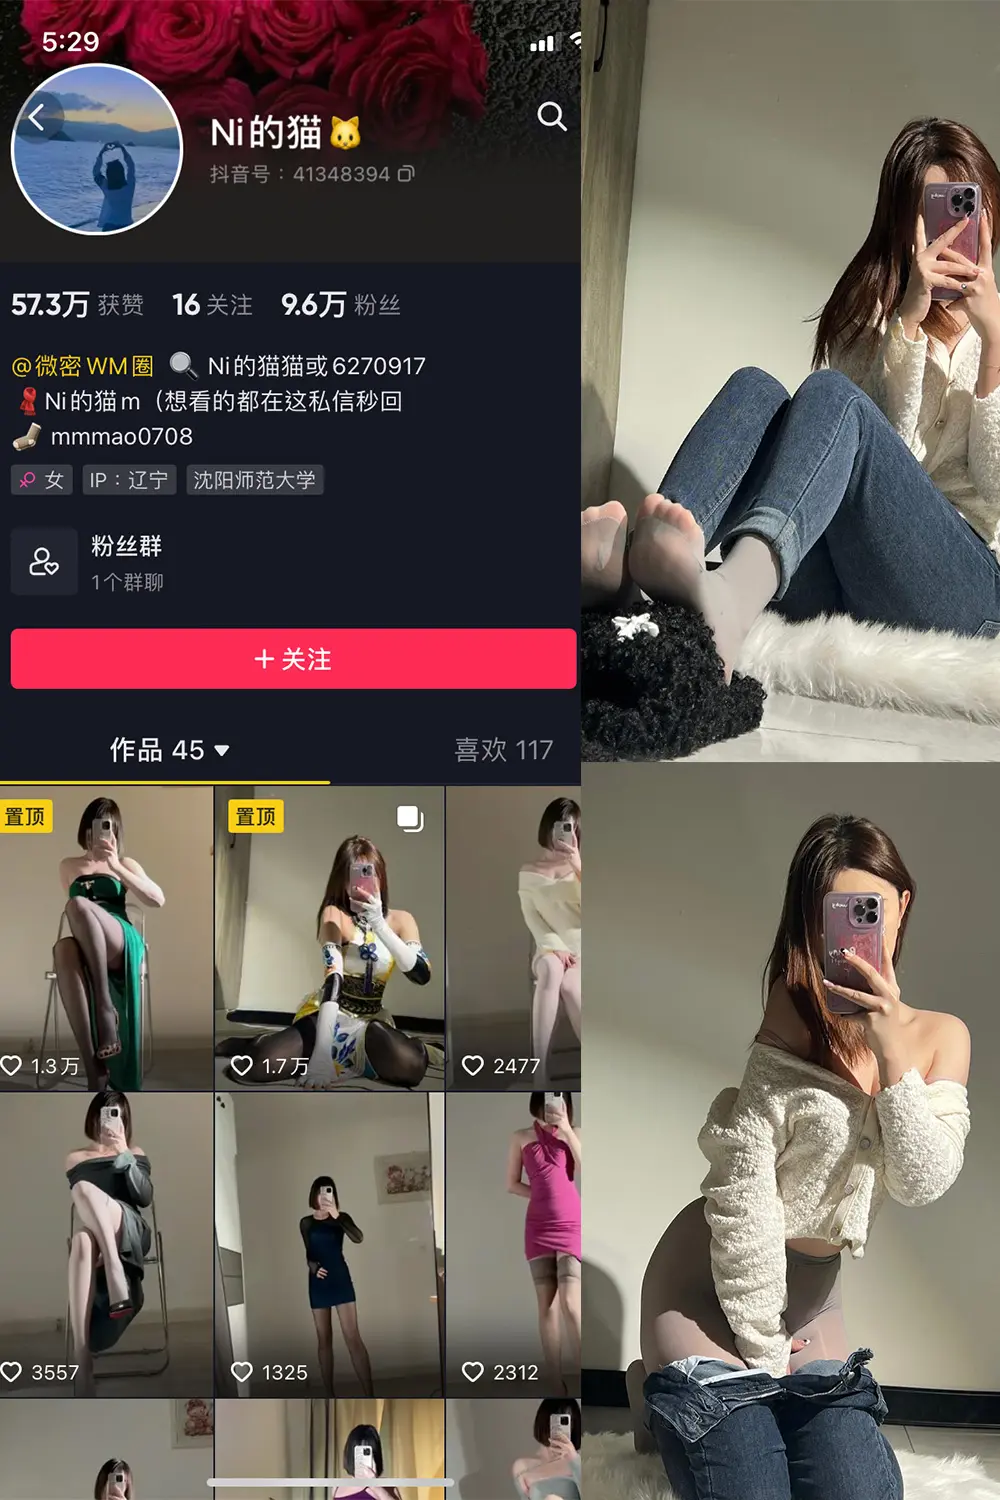 5:29
Ni的猫🐱
抖音号：41348394
57.3万 获赞 16 关注 9.6万 粉丝
@微密 WM圈 🔍 Ni的猫猫或6270917
🧣Ni的猫m（想看的都在这私信秒回
🧦 mmmao0708
女 IP：辽宁 沈阳师范大学
粉丝群
1个群聊
+ 关注
作品 45 喜欢 117
置顶 置顶
1.3万 1.7万 2477
3557 1325 2312